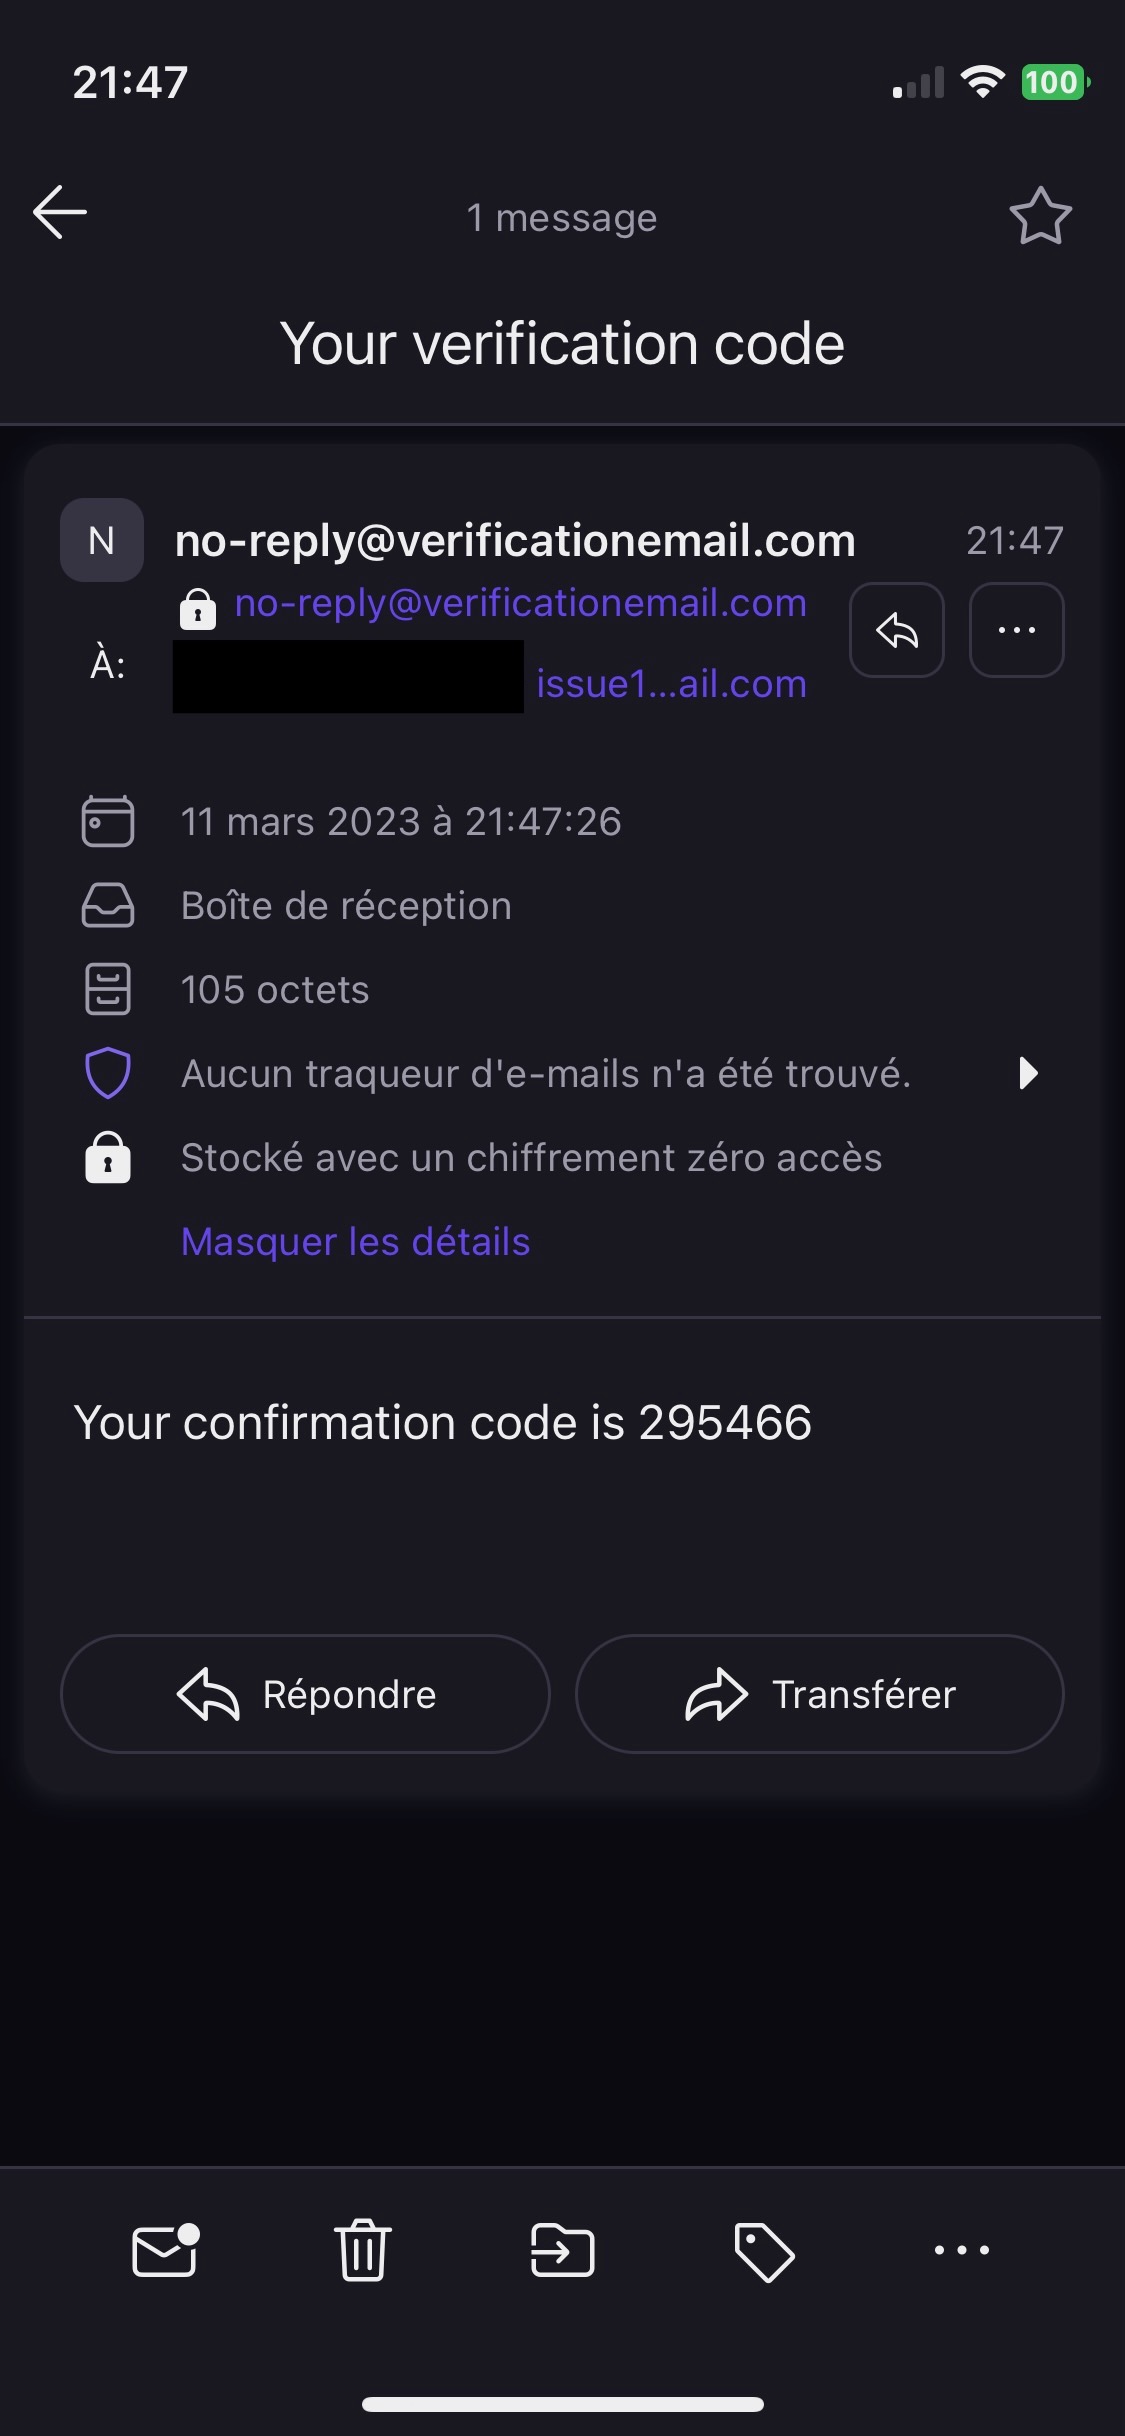 21:47
100
1 message
Your verification code
N
no-reply@verificationemail.com
21:47
no-reply@verificationemail.com
À:
issue1...ail.com
11 mars 2023 à 21:47:26
Boîte de réception
105 octets
Aucun traqueur d'e-mails n'a été trouvé.
Stocké avec un chiffrement zéro accès
Masquer les détails
Your confirmation code is 295466
Répondre
Transférer